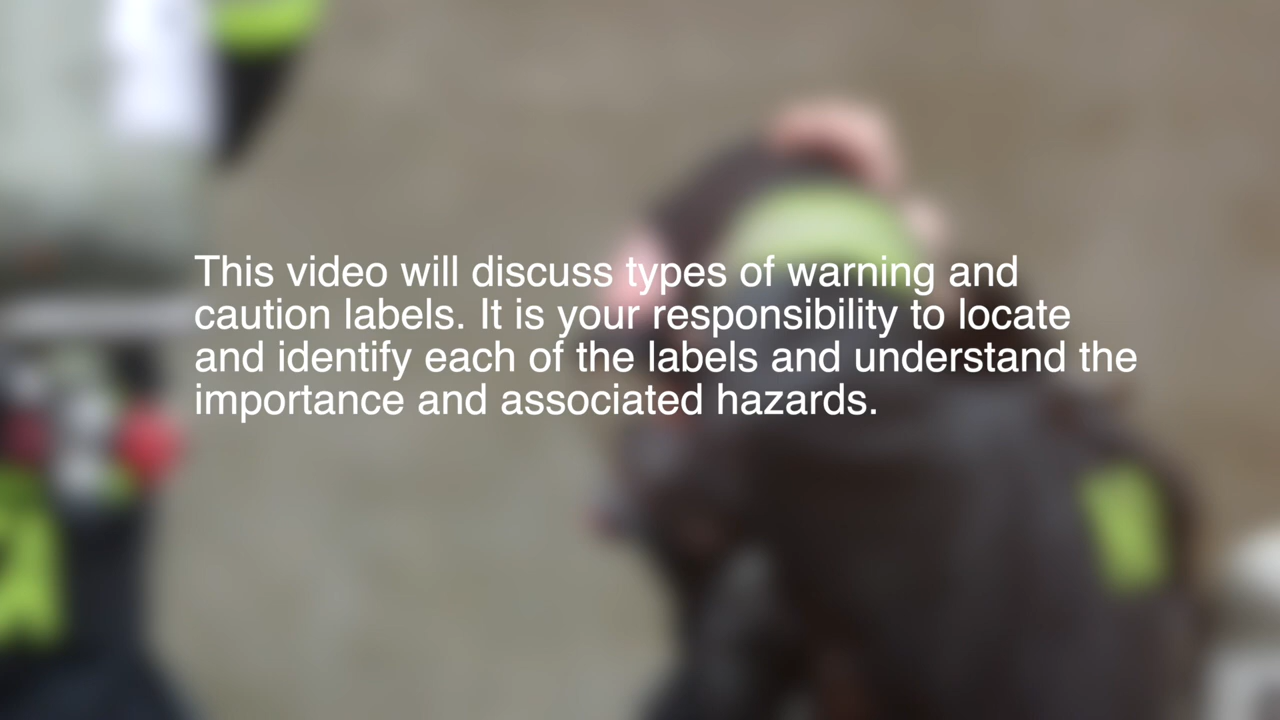 This video will discuss types of warning and
caution labels. It is your responsibility to locate
and identify each of the labels and understand the
importance and associated hazards.